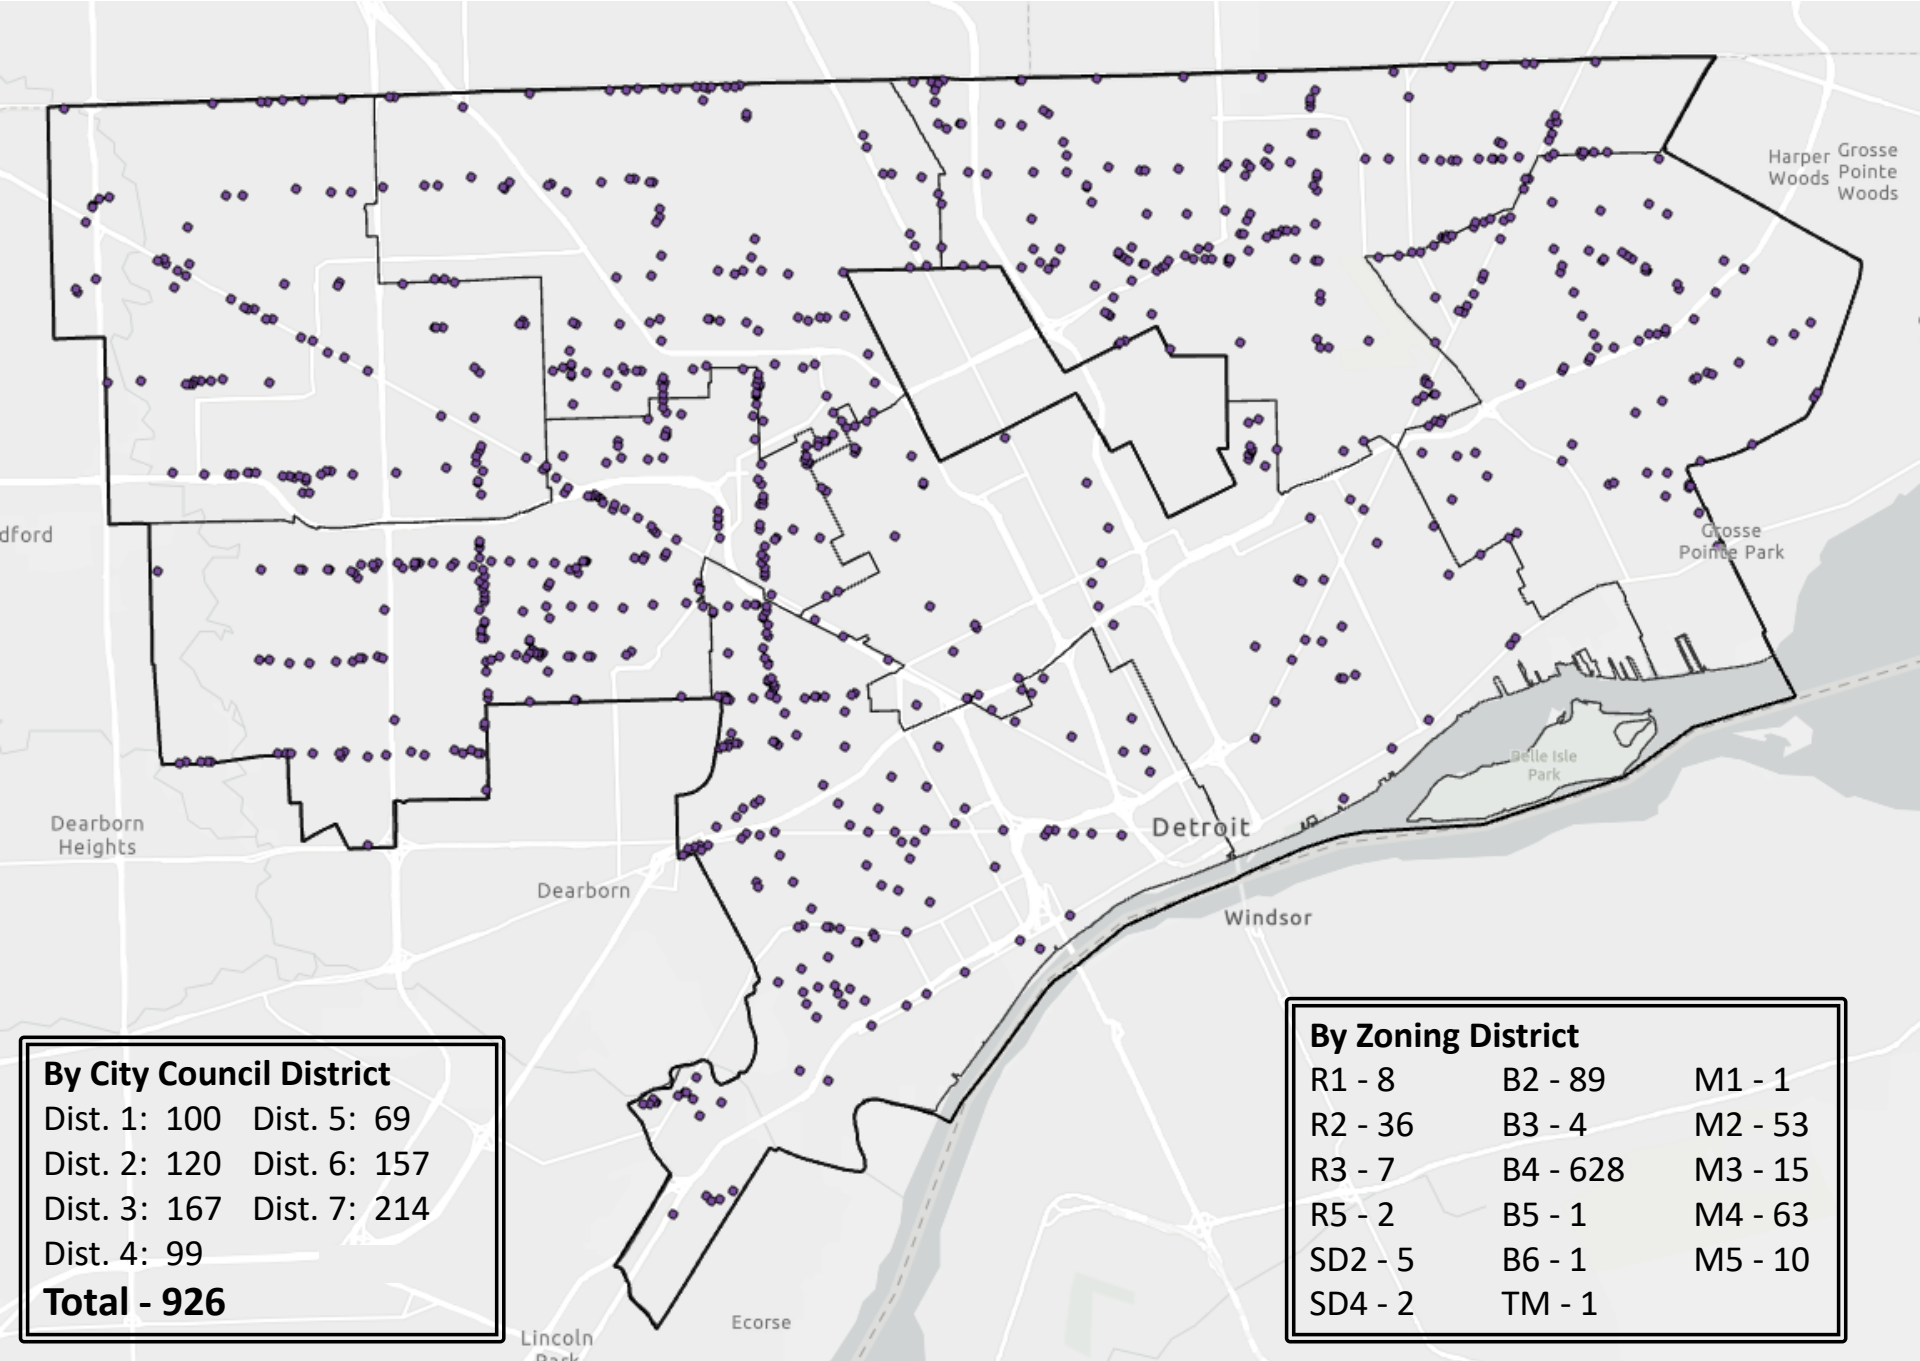 Harper
Woods
Grosse
Pointe
Woods
dford
Grosse
Pointe Park
Belle Isle
Park
Detroit
Dearborn
Heights
Dearborn
Windsor
By City Council District
Dist. 1: 100 Dist. 5: 69
Dist. 2: 120 Dist. 6: 157
Dist. 3: 167 Dist. 7: 214
Dist. 4: 99
Total - 926
By Zoning District
R1 - 8 B2 - 89 M1 - 1
R2 - 36 B3 - 4 M2 - 53
R3 - 7 B4 - 628 M3 - 15
R5 - 2 B5 - 1 M4 - 63
SD2 - 5 B6 - 1 M5 - 10
SD4 - 2 TM - 1
Ecorse
Lincoln
Park